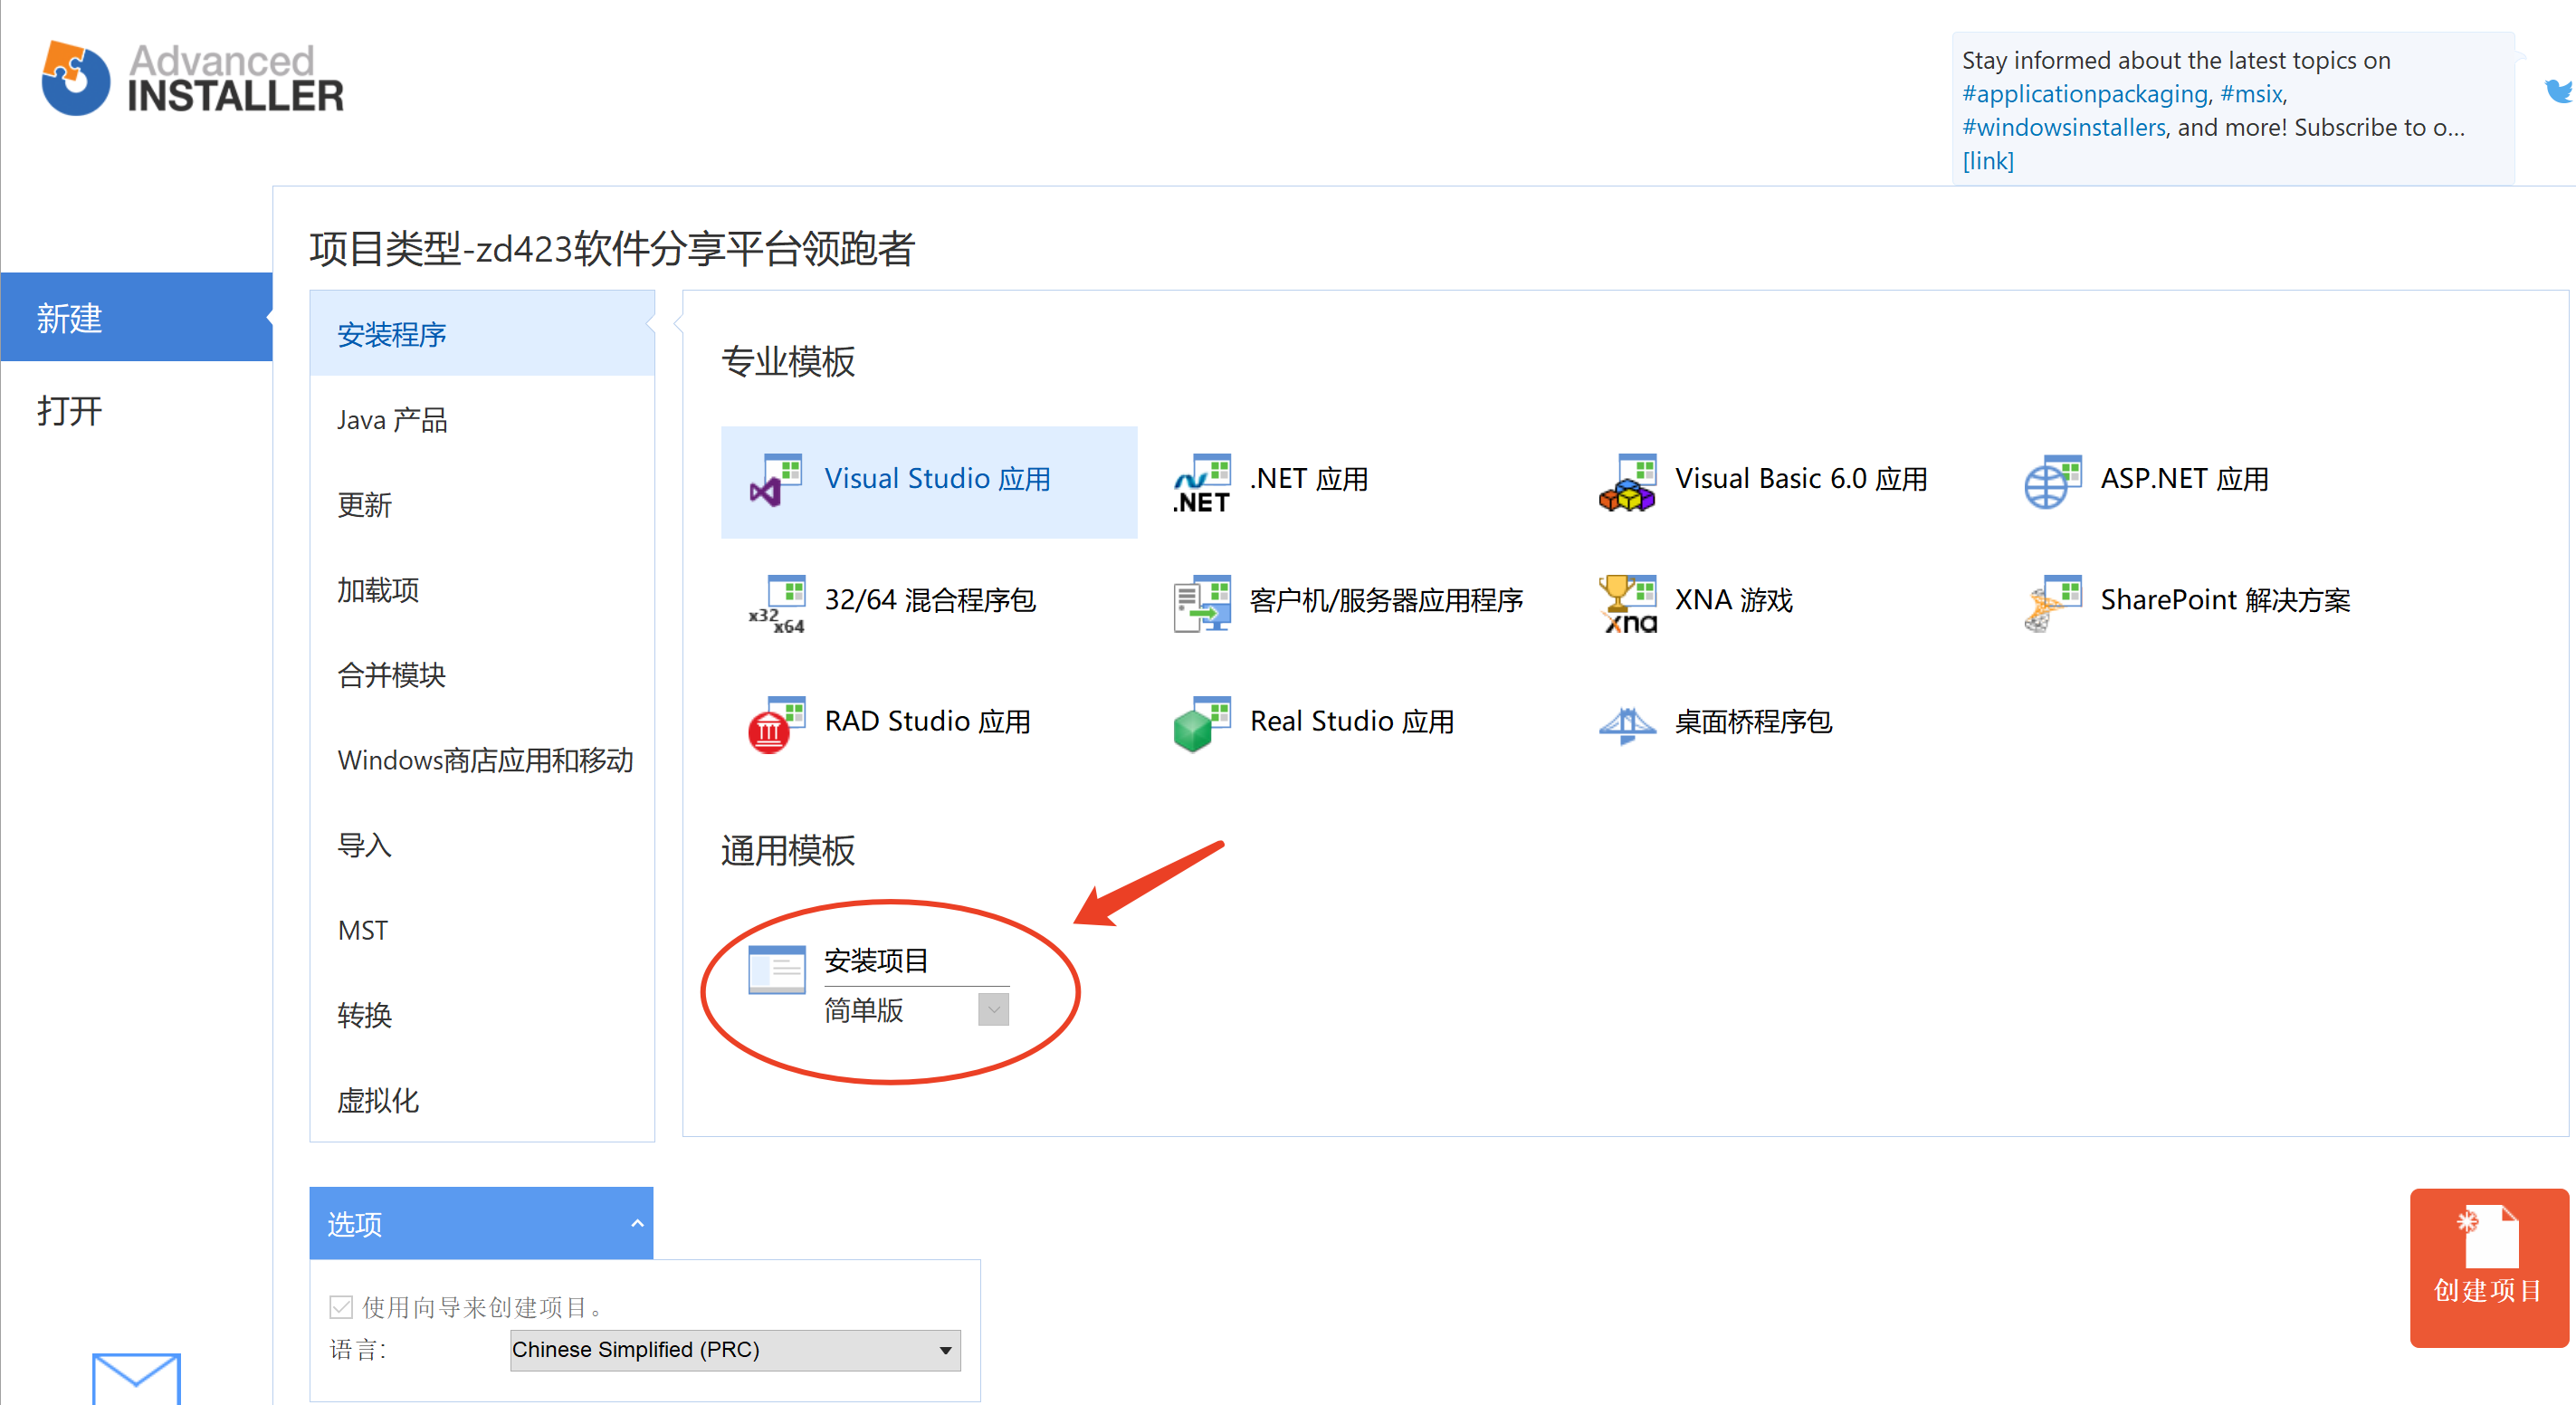 Advanced
INSTALLER
Stay informed about the latest topics on
#applicationpackaging, #msix,
#windowsinstallers, and more! Subscribe to o...
[link]
项目类型-zd423软件分享平台领跑者
新建
打开
安装程序
Java 产品
更新
加载项
合并模块
Windows商店应用和移动
导入
MST
转换
虚拟化
专业模板
Visual Studio 应用
.NET
.NET 应用
Visual Basic 6.0 应用
ASP.NET 应用
x32
x64
32/64 混合程序包
客户机/服务器应用程序
xna
XNA 游戏
SharePoint 解决方案
RAD Studio 应用
Real Studio 应用
桌面桥程序包
通用模板
安装项目
简单版
选项
使用向导来创建项目。
语言:
Chinese Simplified (PRC)
创建项目